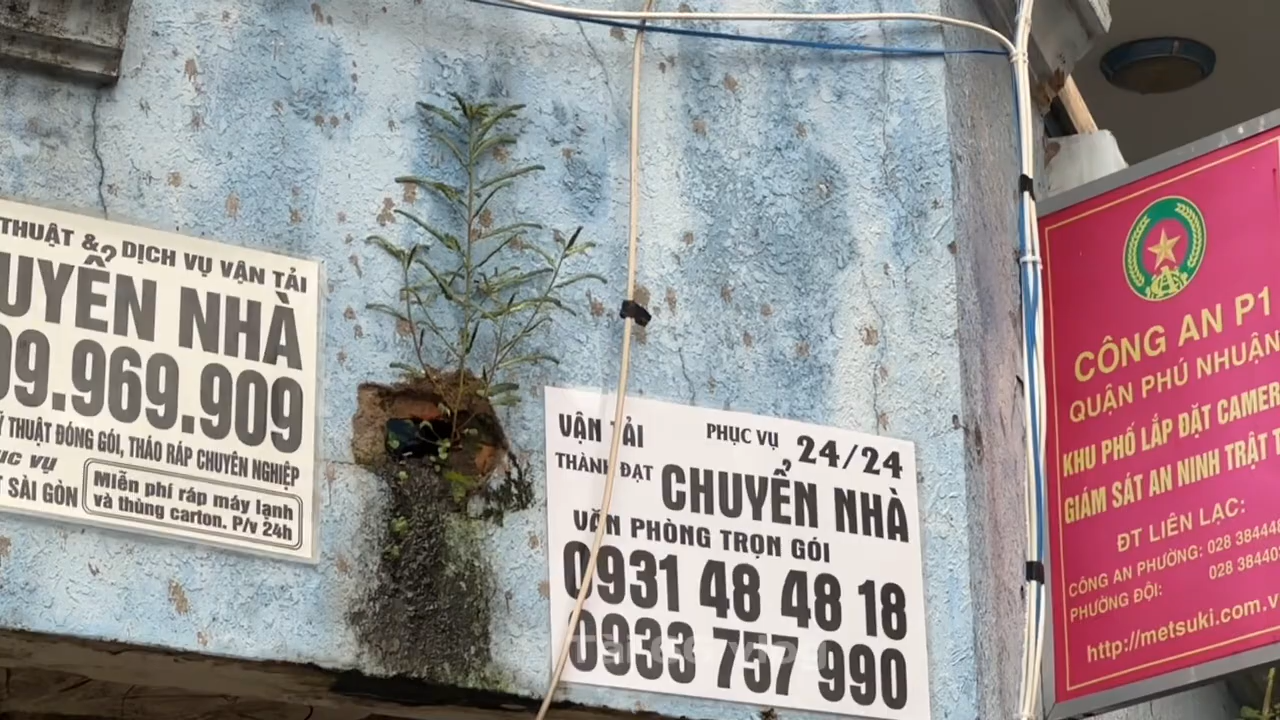 THUẬT & DỊCH VỤ VẬN TẢI
UYỂN NHÀ
09.969.909
THUẬT ĐÓNG GÓI, THÁO RÁP CHUYÊN NGHIỆP
VỤ
SÀI GÒN
Miễn phí ráp máy lạnh
và thùng carton. P/v 24h
VẬN TẢI
THÀNH ĐẠT
PHỤC VỤ 24/24
CHUYỂN NHÀ
VĂN PHÒNG TRỌN GÓI
0931 48 48 18
0933 757 990
CÔNG AN P1
QUẬN PHÚ NHUẬN
KHU PHỐ LẮP ĐẶT CAMER
GIÁM SÁT AN NINH TRẬT T
ĐT LIÊN LẠC:
CÔNG AN PHƯỜNG: 028 384448
PHƯỜNG ĐỘI: 028 384403
http://metsuki.com.v